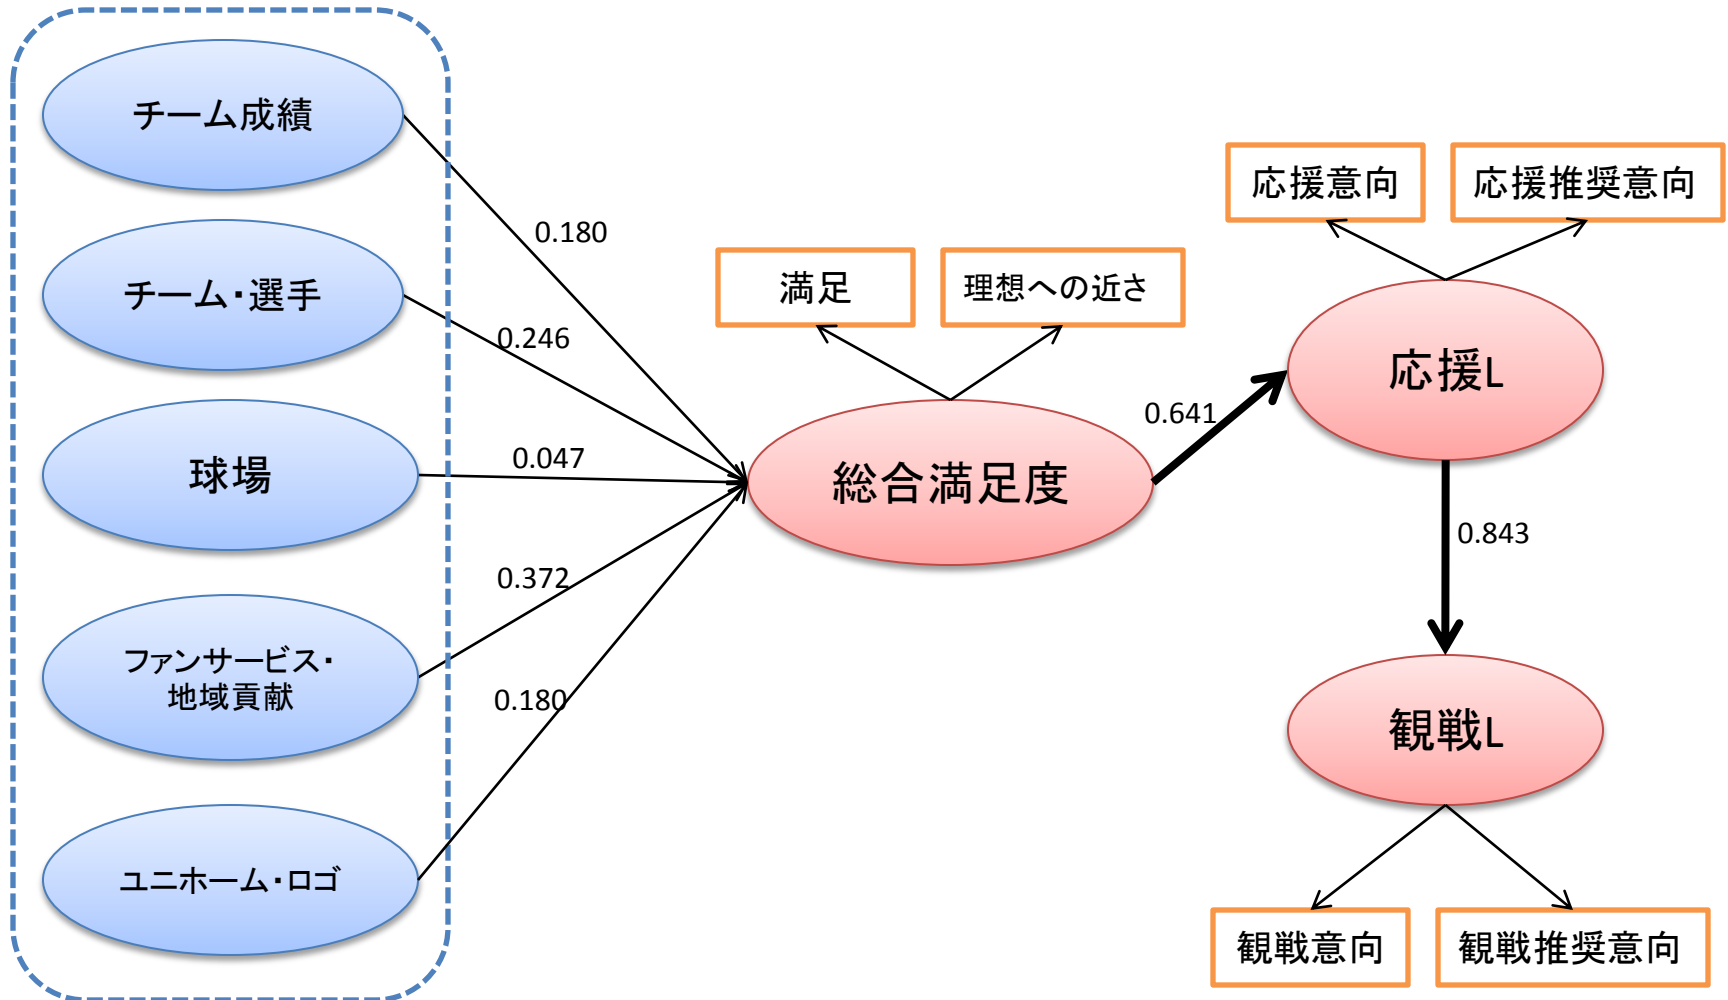 チーム成績
チーム・選手
球場
ファンサービス・
地域貢献
ユニホーム・ロゴ
0.180
0.246
0.047
0.372
0.180
満足
理想への近さ
総合満足度
0.641
応援意向
応援推奨意向
応援L
0.843
観戦L
観戦意向
観戦推奨意向